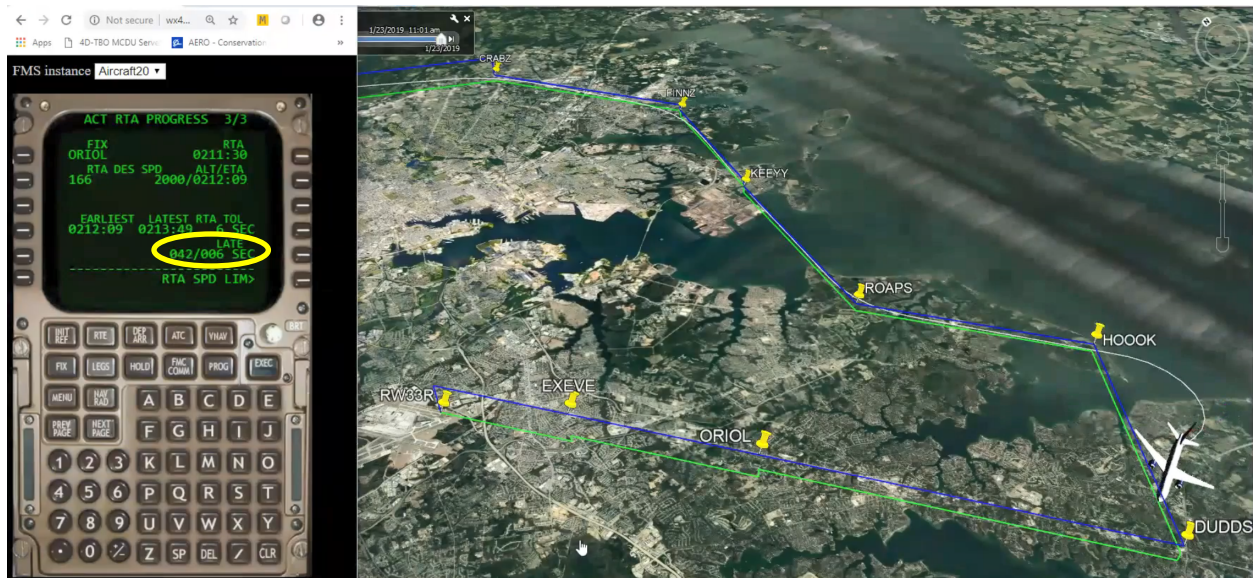 Not secure | wx4...
M
Apps
4D-TBO MCDU Serv
AERO - Conservation
»
FMS instance Aircraft20
ACT RTA PROGRESS 3/3
FIX RTA
ORIOL 0211:30
RTA DES SPD ALT/ETA
166 2000/0212:09
EARLIEST LATEST RTA TOL
0212:09 0213:49 6 SEC
LATE
042/006 SEC
RTA SPD LIM>
INIT REF
RTE
DEP ARR
ATC
VNAV
BRT
FIX
LEGS
HOLD
FMC COMM
PROG
EXEC
MENU
NAV RAD
A B C D E
PREV PAGE
NEXT PAGE
F G H I J
1 2 3 K L M N O
4 5 6 P Q R S T
7 8 9 U V W X Y
. 0 +/- Z SP DEL / CLR
1/23/2019 11:01 am
1/23/2019
CRABZ
KEEYY
ROAPS
HOOOK
RW33R
EXEVE
ORIOL
DUDDS